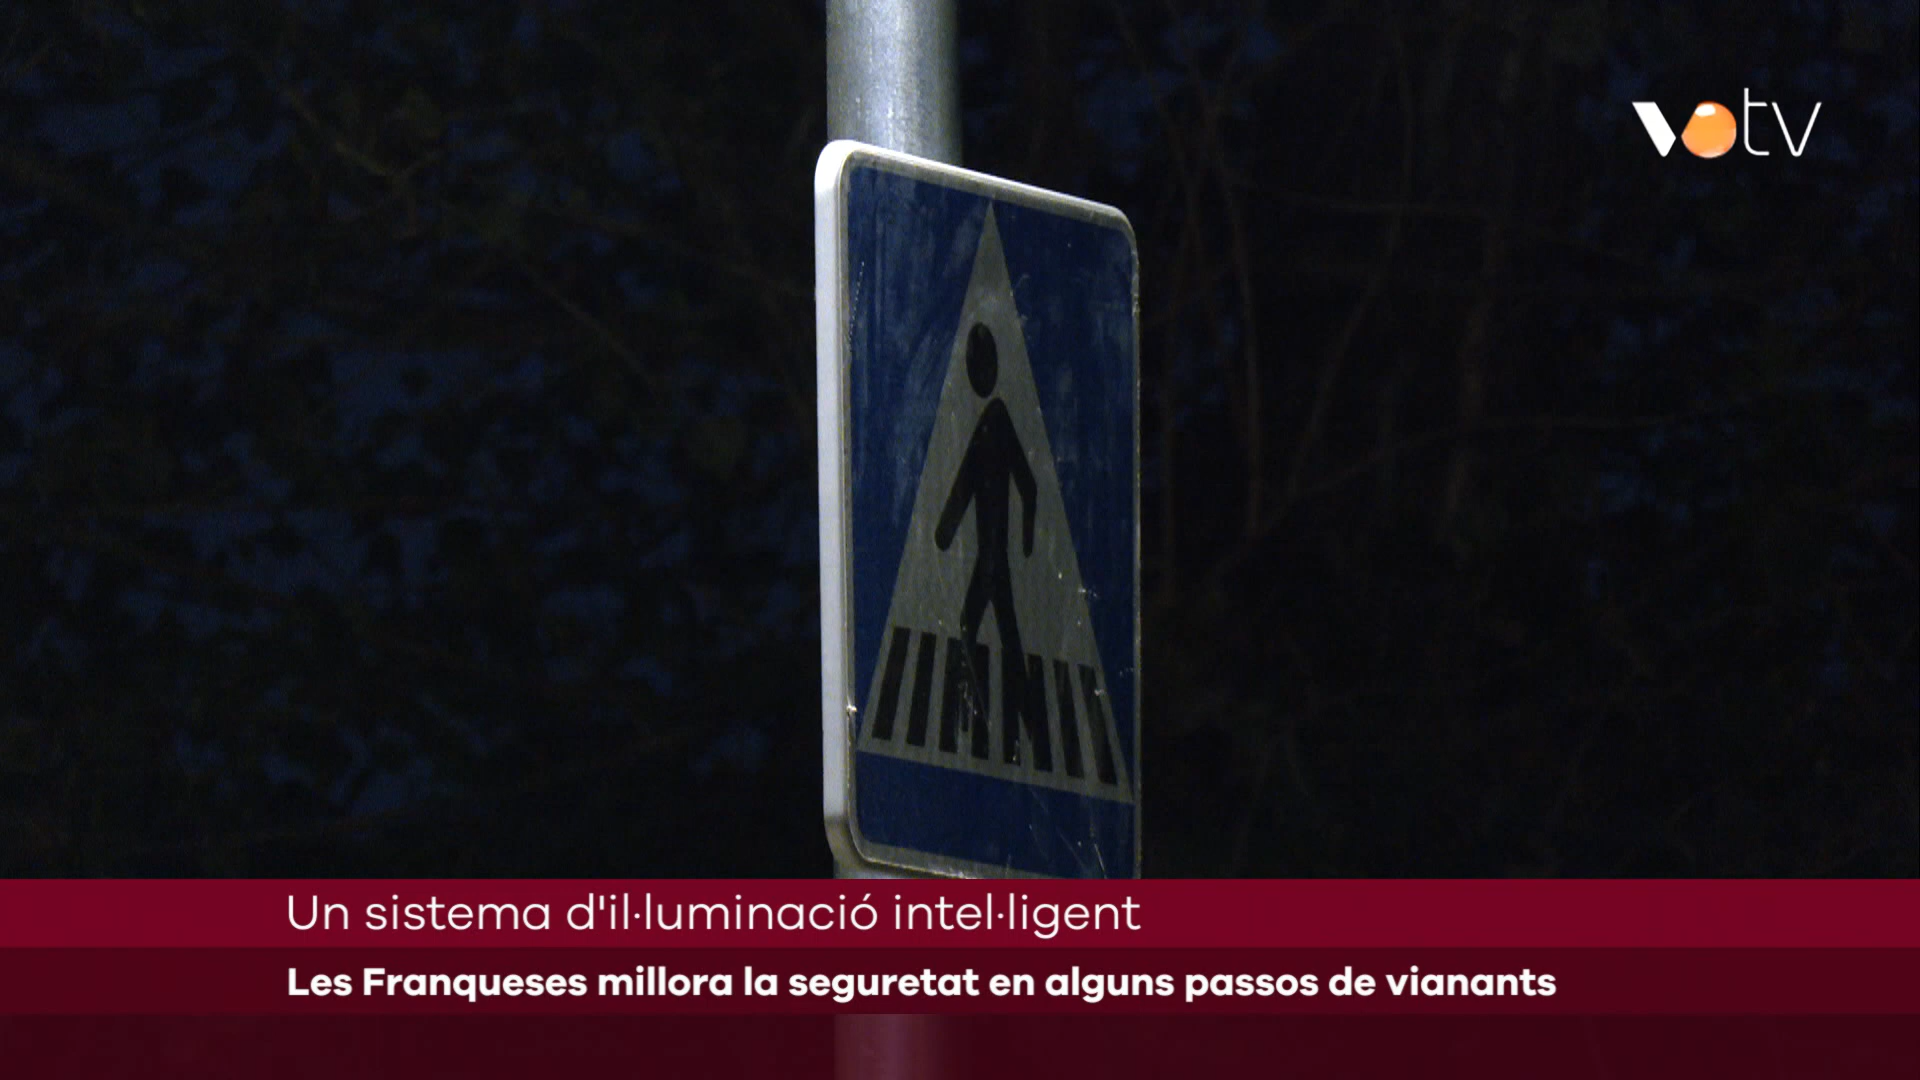 votv
Un sistema d'il·luminació intel·ligent
Les Franqueses millora la seguretat en alguns passos de vianants